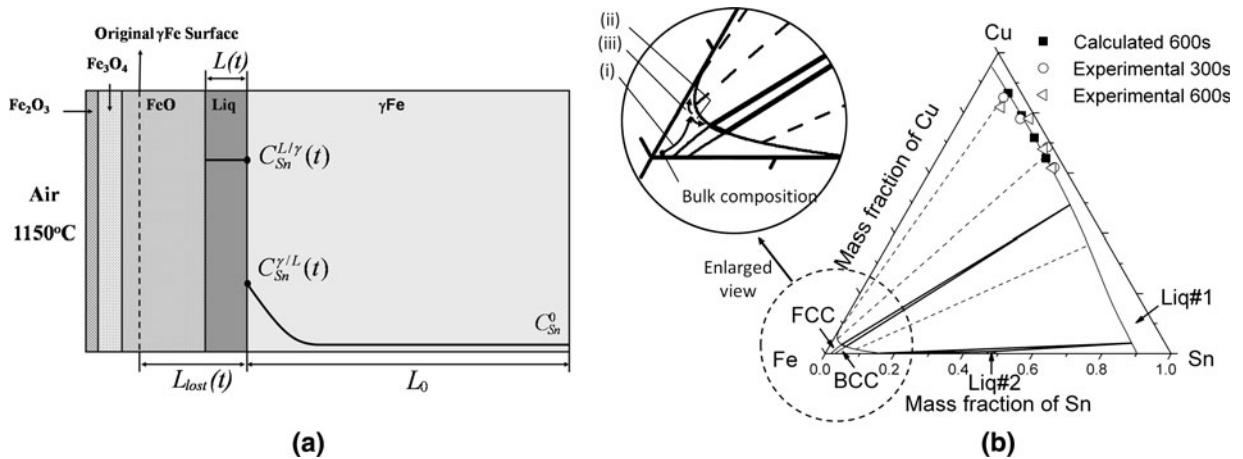 Original γFe Surface
Fe₃O₄
L(t)
Fe₂O₃
FeO
Liq
γFe
C_Sn^{L/γ}(t)
Air
1150°C
C_Sn^{γ/L}(t)
C_Sn^0
L_lost(t)
L₀
(a)
(ii)
(iii)
(i)
Bulk composition
Enlarged
view
Cu
Calculated 600s
Experimental 300s
Experimental 600s
Mass fraction of Cu
FCC
Liq#1
Fe
Sn
0.0
0.2
0.4
0.6
0.8
1.0
BCC
Liq#2
Mass fraction of Sn
(b)